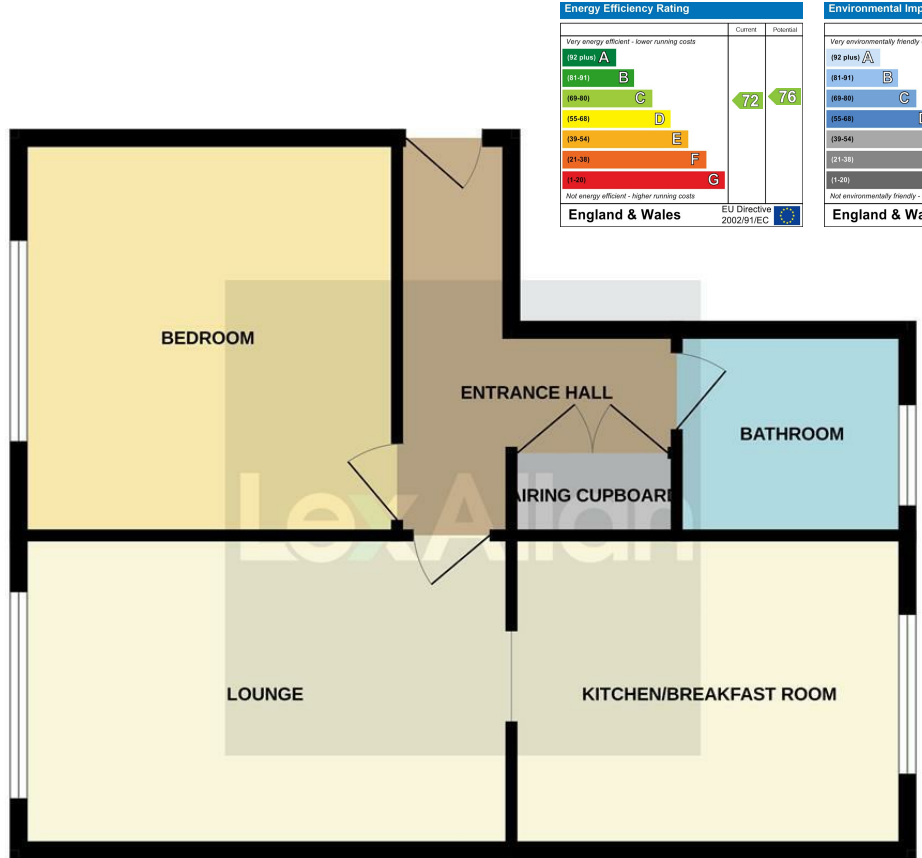 Energy Efficiency Rating
Current Potential
Very energy efficient - lower running costs
(92 plus) A
(81-91) B
(69-80) C
(55-68) D
(39-54) E
(21-38) F
(1-20) G
72 76
Not energy efficient - higher running costs
England & Wales
EU Directive
2002/91/EC
Environmental Imp
Very environmentally friendly -
(92 plus) A
(81-91) B
(69-80) C
(55-68) D
(39-54)
(21-38)
(1-20)
Not environmentally friendly -
England & Wa
BEDROOM
ENTRANCE HALL
BATHROOM
AIRING CUPBOARD
LexAllan
LOUNGE
KITCHEN/BREAKFAST ROOM